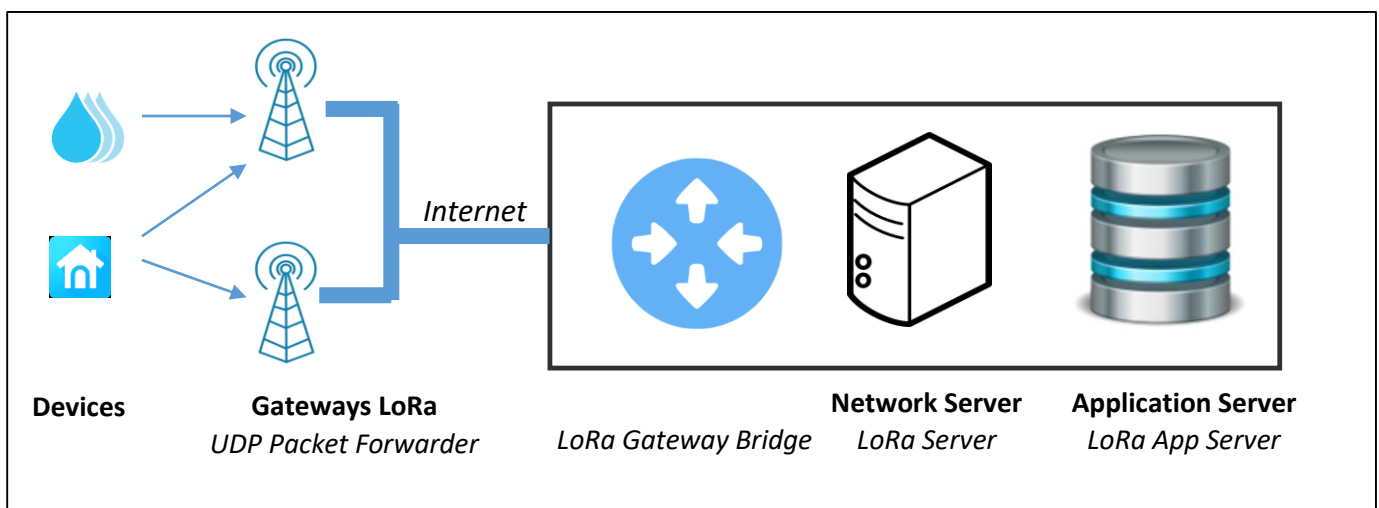 Internet
Devices
Gateways LoRa
UDP Packet Forwarder
LoRa Gateway Bridge
Network Server
LoRa Server
Application Server
LoRa App Server